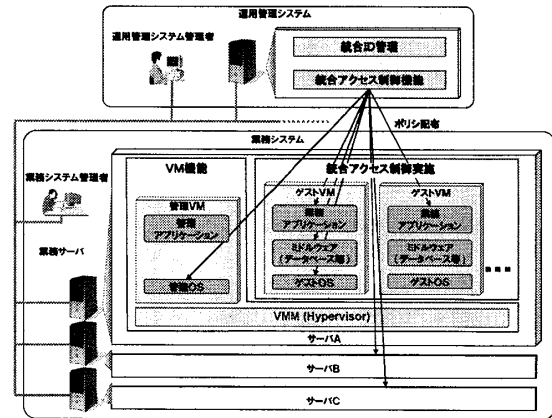 運用管理システム
運用管理システム管理者
統合ID管理
統合アクセス制御機能
ポリシ配布
業務システム
業務システム管理者
VM機能
統合アクセス制御実施
管理VM
ゲストVM
ゲストVM
管理
アプリケーション
業務
アプリケーション
業務
アプリケーション
業務サーバ
ミドルウェア
(データベース等)
ミドルウェア
(データベース等)
管理OS
ゲストOS
ゲストOS
VMM (Hypervisor)
サーバA
サーバB
サーバC